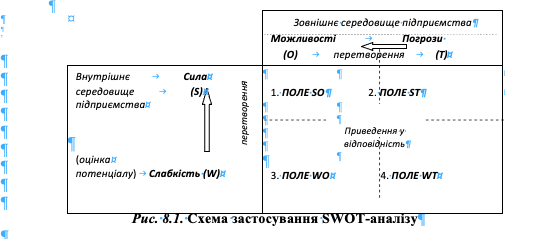 Зовнішнє середовище підприємства
Можливості → Погрози
(О) → перетворення → (Т)
Внутрішнє → Сила
середовище → (S)
підприємства
перетворення
1. ПОЛЕ SO
2. ПОЛЕ ST
Приведення у
відповідність
(оцінка
потенціалу) → Слабкість (W)
3. ПОЛЕ WO
4. ПОЛЕ WT
Рис. 8.1. Схема застосування SWOT-аналізу